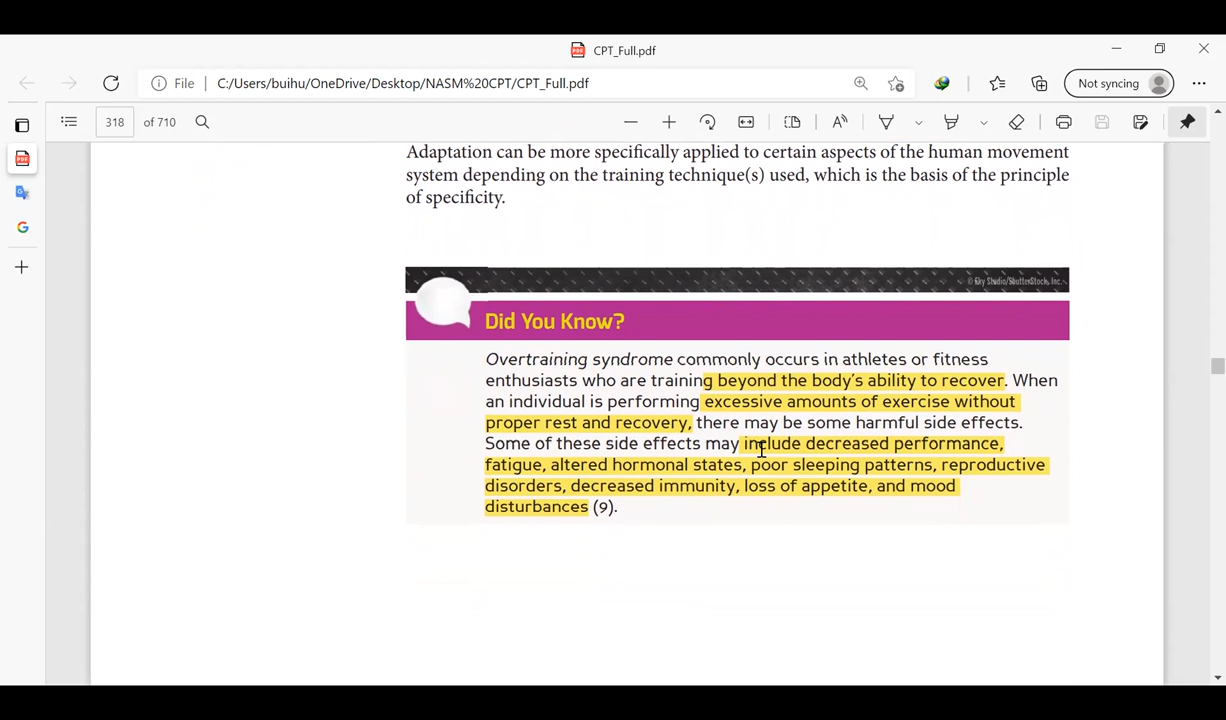 CPT_Full.pdf
File
C:/Users/buihu/OneDrive/Desktop/NASM%20CPT/CPT_Full.pdf
Not syncing
318 of 710
Adaptation can be more specifically applied to certain aspects of the human movement
system depending on the training technique(s) used, which is the basis of the principle
of specificity.
© Eky Studio/ShutterStock, Inc.
Did You Know?
Overtraining syndrome commonly occurs in athletes or fitness
enthusiasts who are training beyond the body's ability to recover. When
an individual is performing excessive amounts of exercise without
proper rest and recovery, there may be some harmful side effects.
Some of these side effects may include decreased performance,
fatigue, altered hormonal states, poor sleeping patterns, reproductive
disorders, decreased immunity, loss of appetite, and mood
disturbances (9).